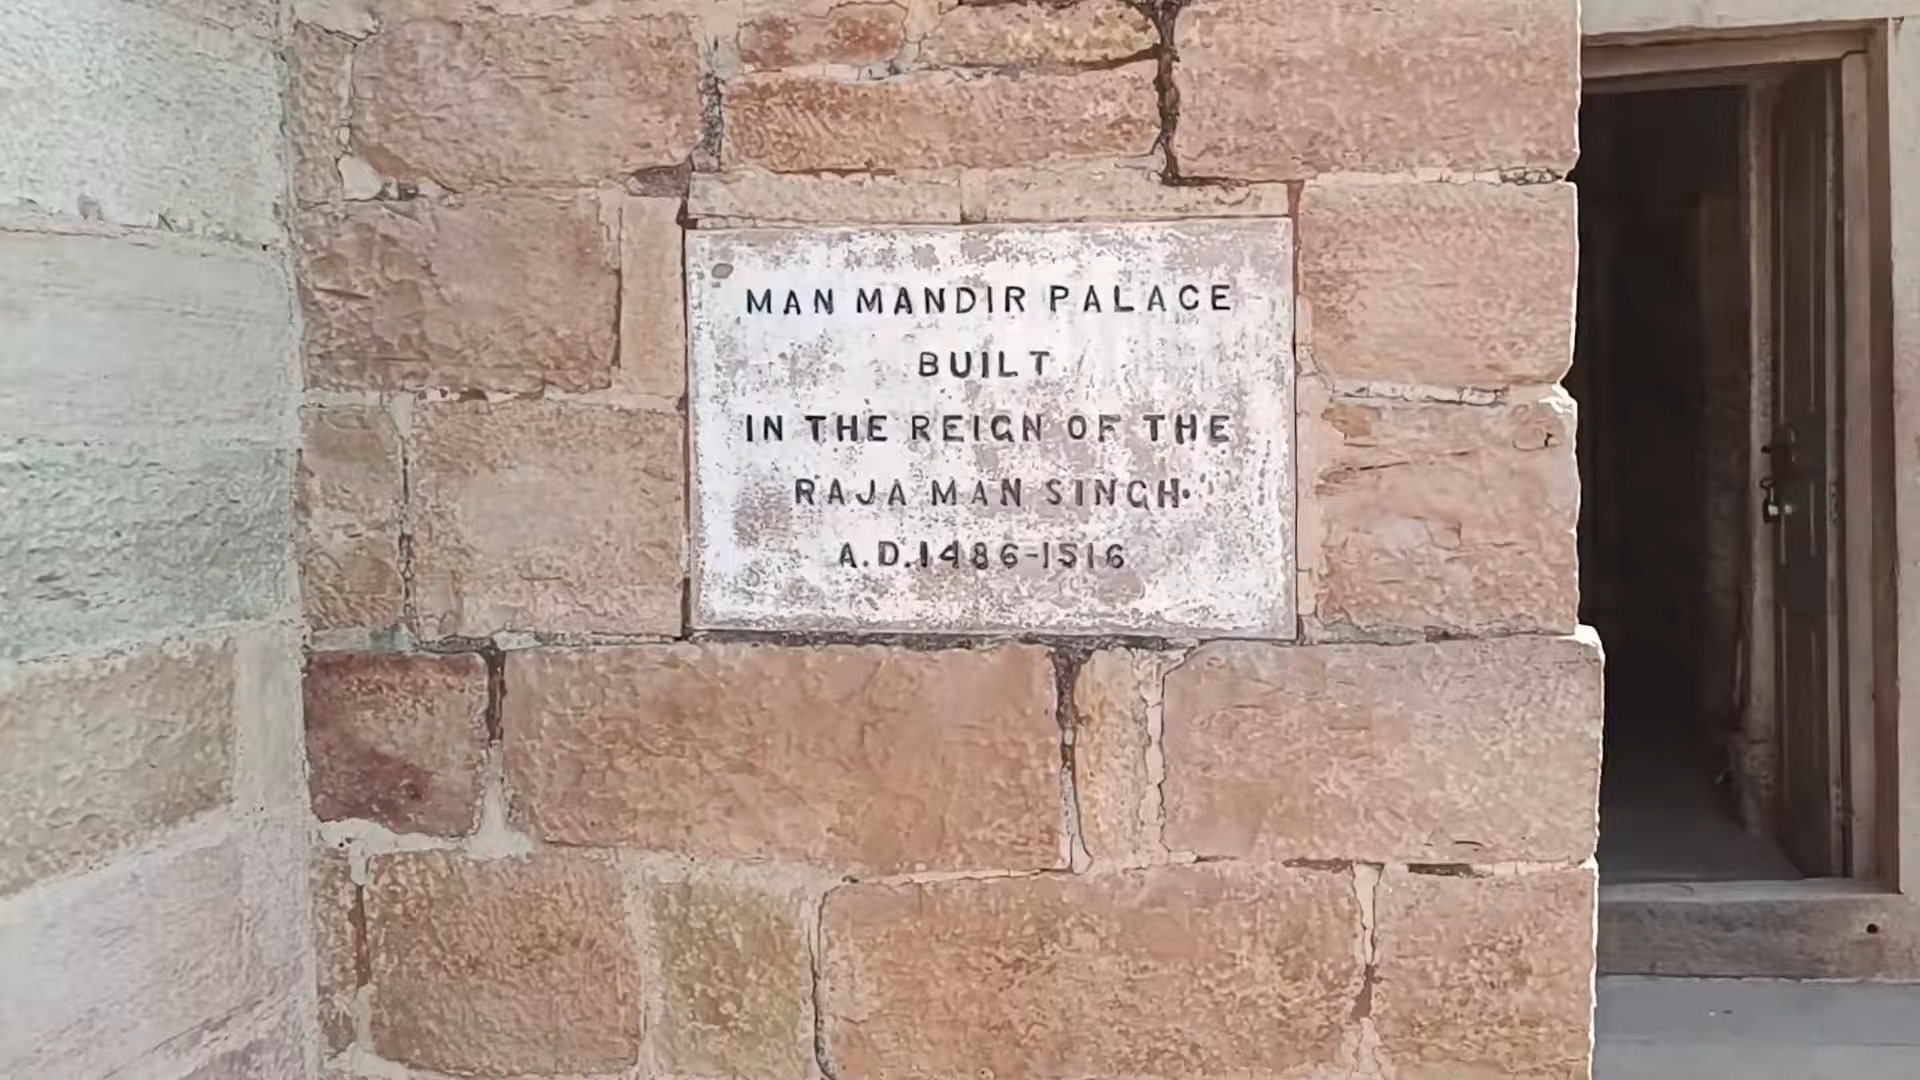 MAN MANDIR PALACE
BUILT
IN THE REIGN OF THE
RAJA MAN SINGH.
A.D.1486-1516